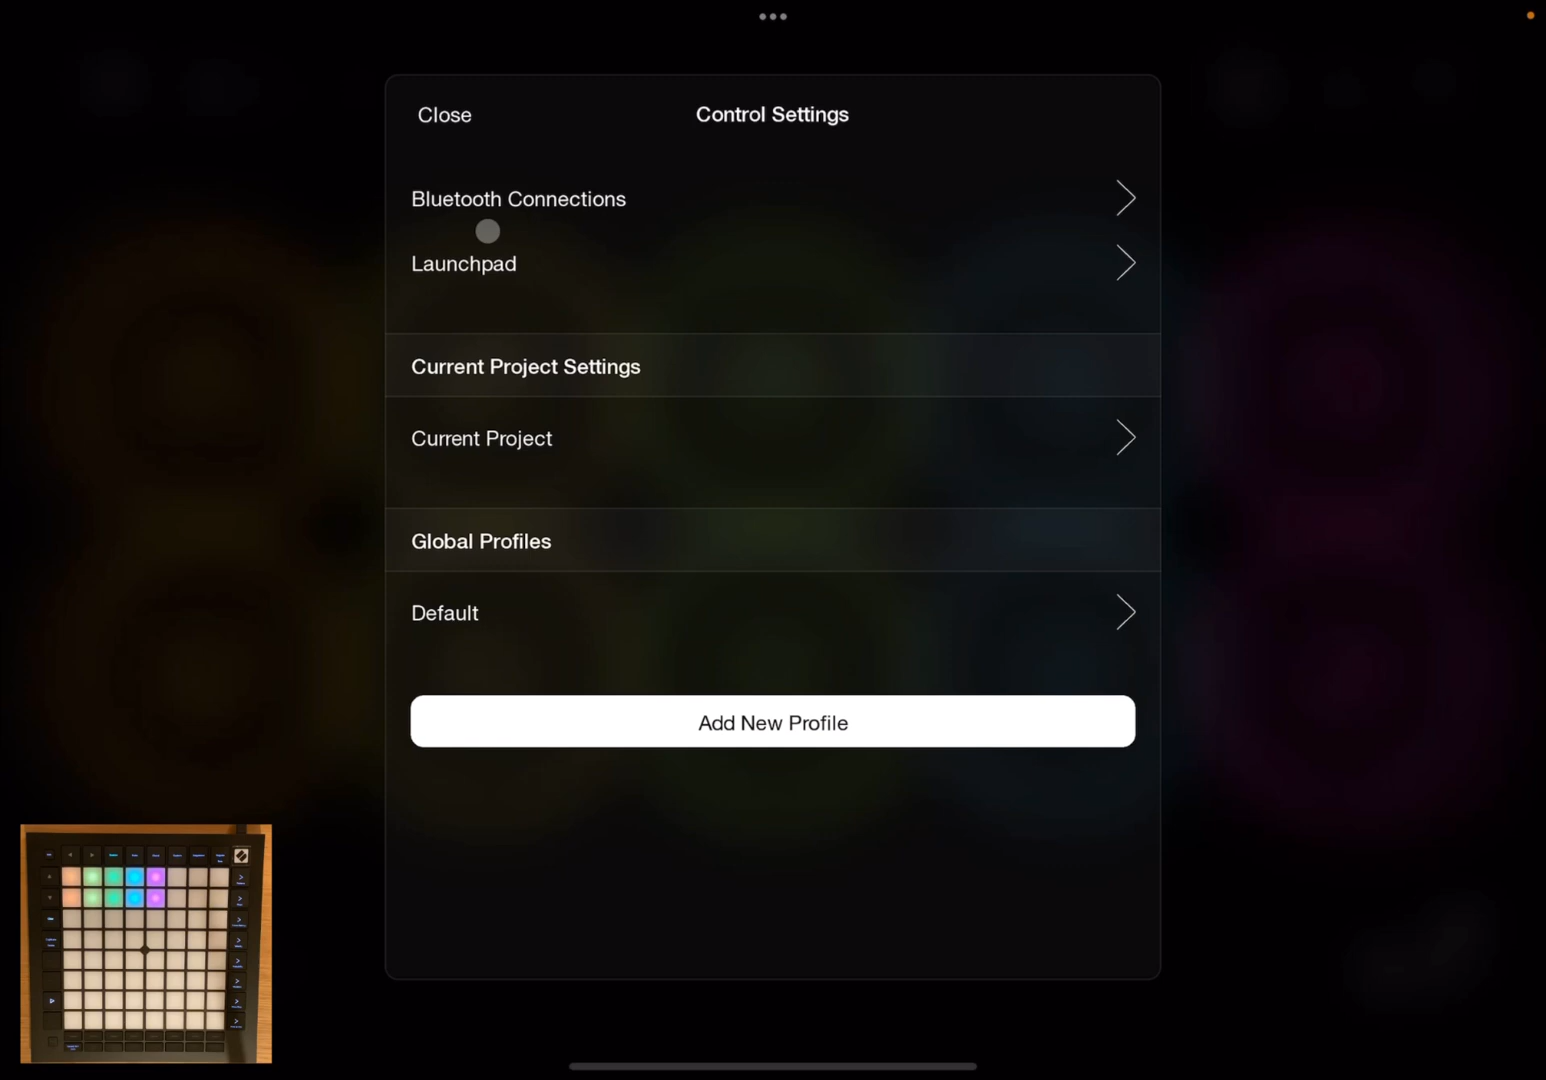 Close
Control Settings
Bluetooth Connections
Launchpad
Current Project Settings
Current Project
Global Profiles
Default
Add New Profile